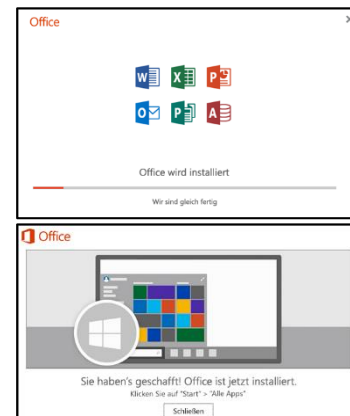 Office
W X P
O P A
Office wird installiert
Wir sind gleich fertig
Office
Sie haben's geschafft! Office ist jetzt installiert.
Klicken Sie auf "Start" > "Alle Apps"
Schließen